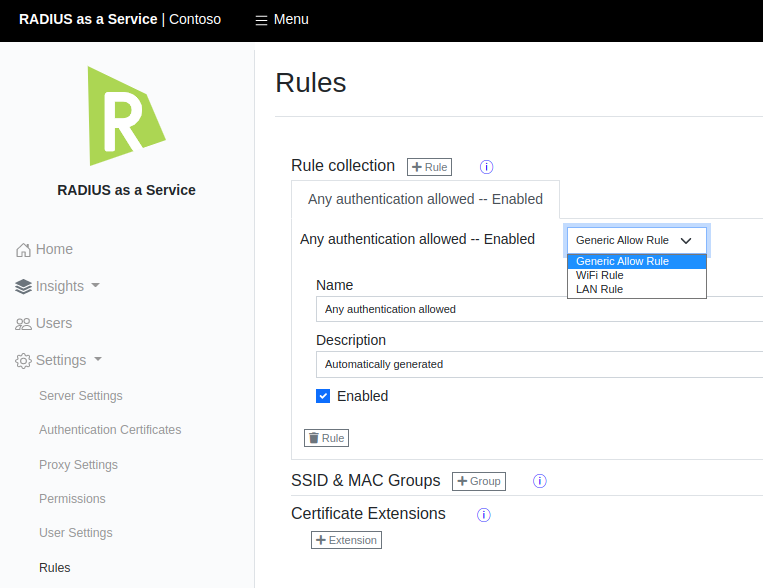 RADIUS as a Service | Contoso
Menu
R
RADIUS as a Service
Home
Insights
Users
Settings
Server Settings
Authentication Certificates
Proxy Settings
Permissions
User Settings
Rules
Rules
Rule collection
+ Rule
i
Any authentication allowed -- Enabled
Any authentication allowed -- Enabled
Generic Allow Rule
Generic Allow Rule
WiFi Rule
LAN Rule
Name
Any authentication allowed
Description
Automatically generated
Enabled
Rule
SSID & MAC Groups
+ Group
i
Certificate Extensions
i
+ Extension